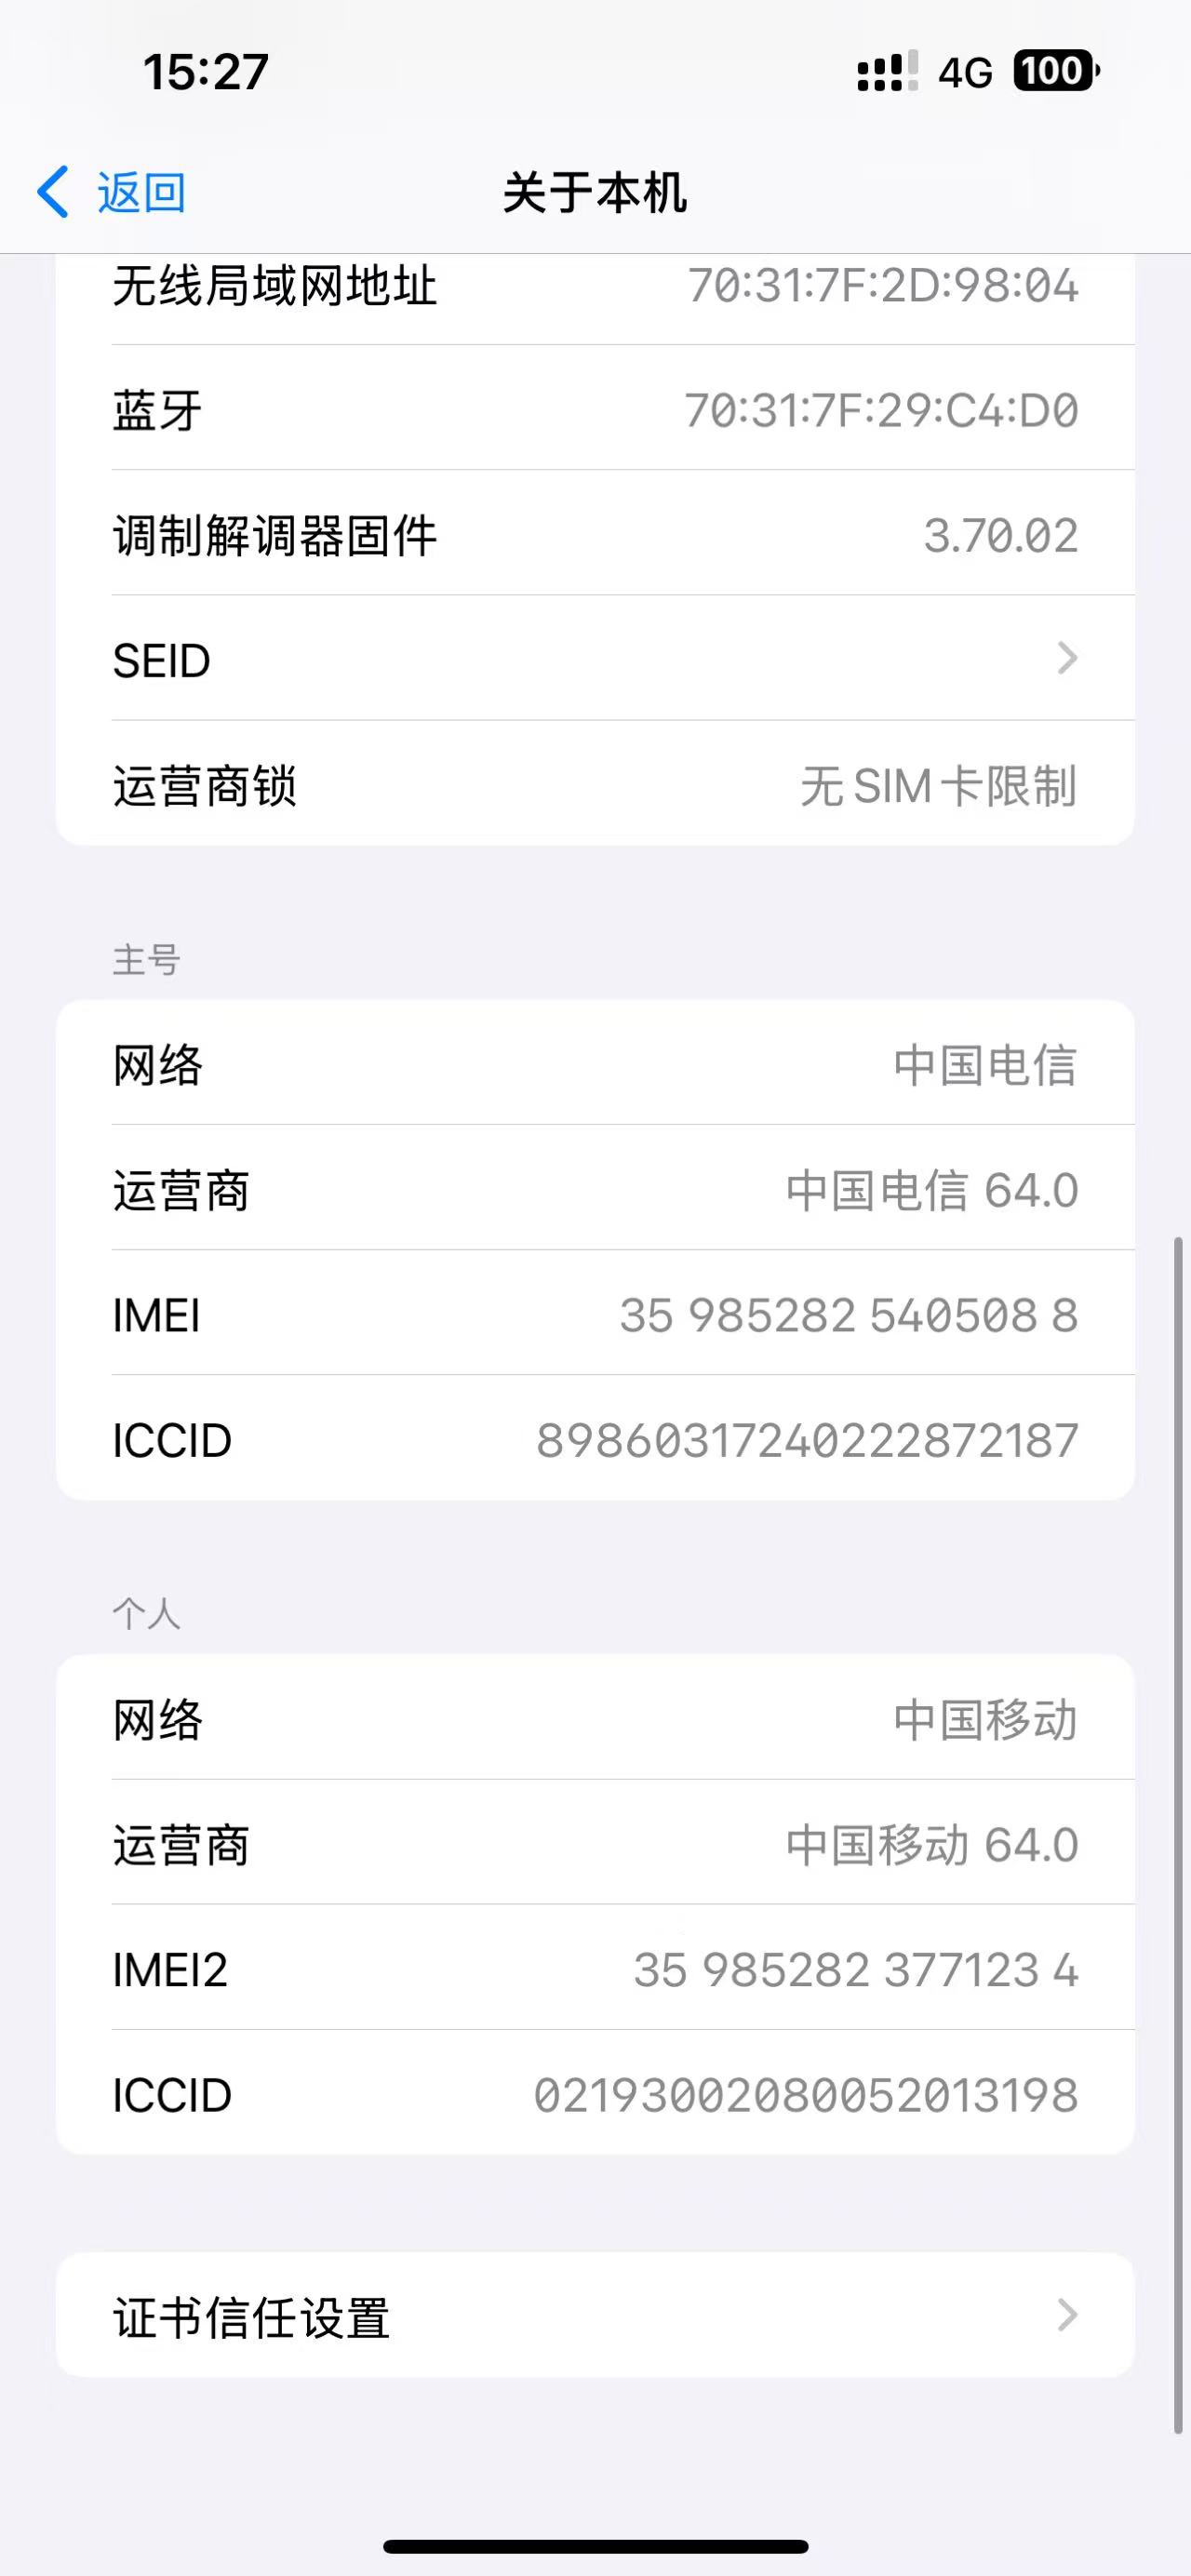 15:27 4G 100
返回 关于本机
无线局域网地址 70:31:7F:2D:98:04
蓝牙 70:31:7F:29:C4:D0
调制解调器固件 3.70.02
SEID
运营商锁 无 SIM 卡限制
主号
网络 中国电信
运营商 中国电信 64.0
IMEI 35 985282 540508 8
ICCID 89860317240222872187
个人
网络 中国移动
运营商 中国移动 64.0
IMEI2 35 985282 377123 4
ICCID 02193002080052013198
证书信任设置